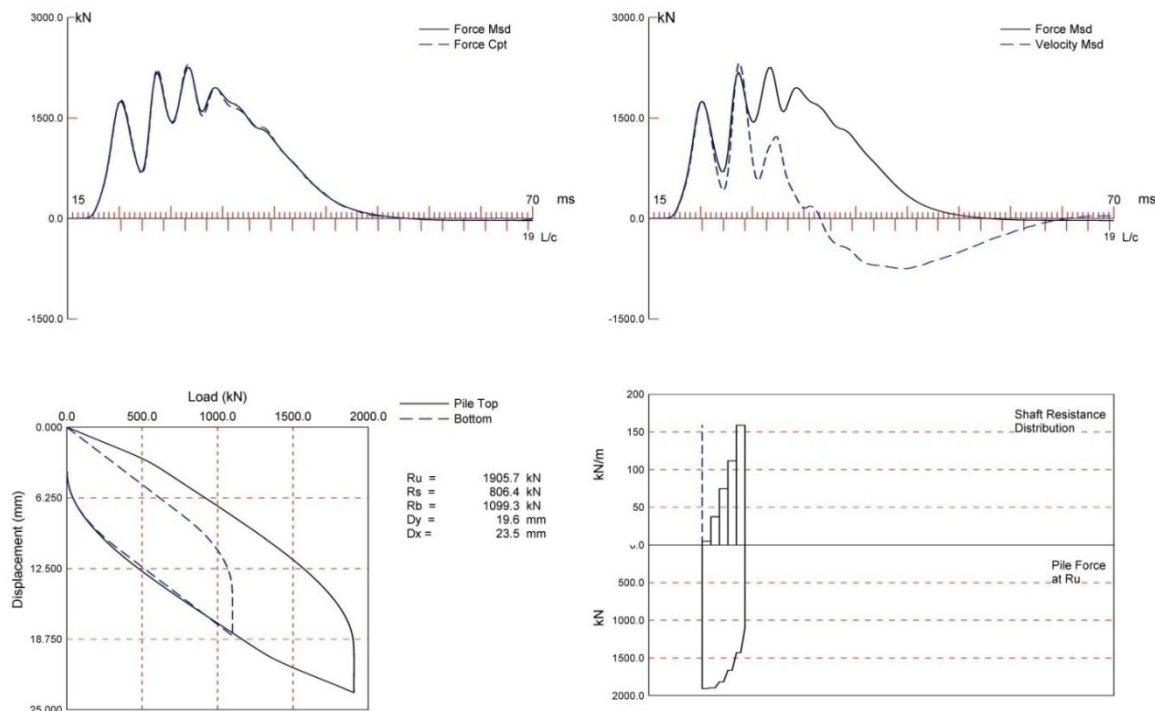 3000.0 kN
Force Msd
Force Cpt
1500.0
15 70 ms
0.0
19 L/c
-1500.0
3000.0 kN
Force Msd
Velocity Msd
1500.0
15 70 ms
0.0
19 L/c
-1500.0
Load (kN)
0.0 500.0 1000.0 1500.0 2000.0
Pile Top
Bottom
0.000
6.250
12.500
18.750
25.000
Displacement (mm)
Ru = 1905.7 kN
Rs = 806.4 kN
Rb = 1099.3 kN
Dy = 19.6 mm
Dx = 23.5 mm
200
Shaft Resistance
Distribution
150
100
50
kN/m
0.0
Pile Force
at Ru
500.0
1000.0
1500.0
2000.0
kN